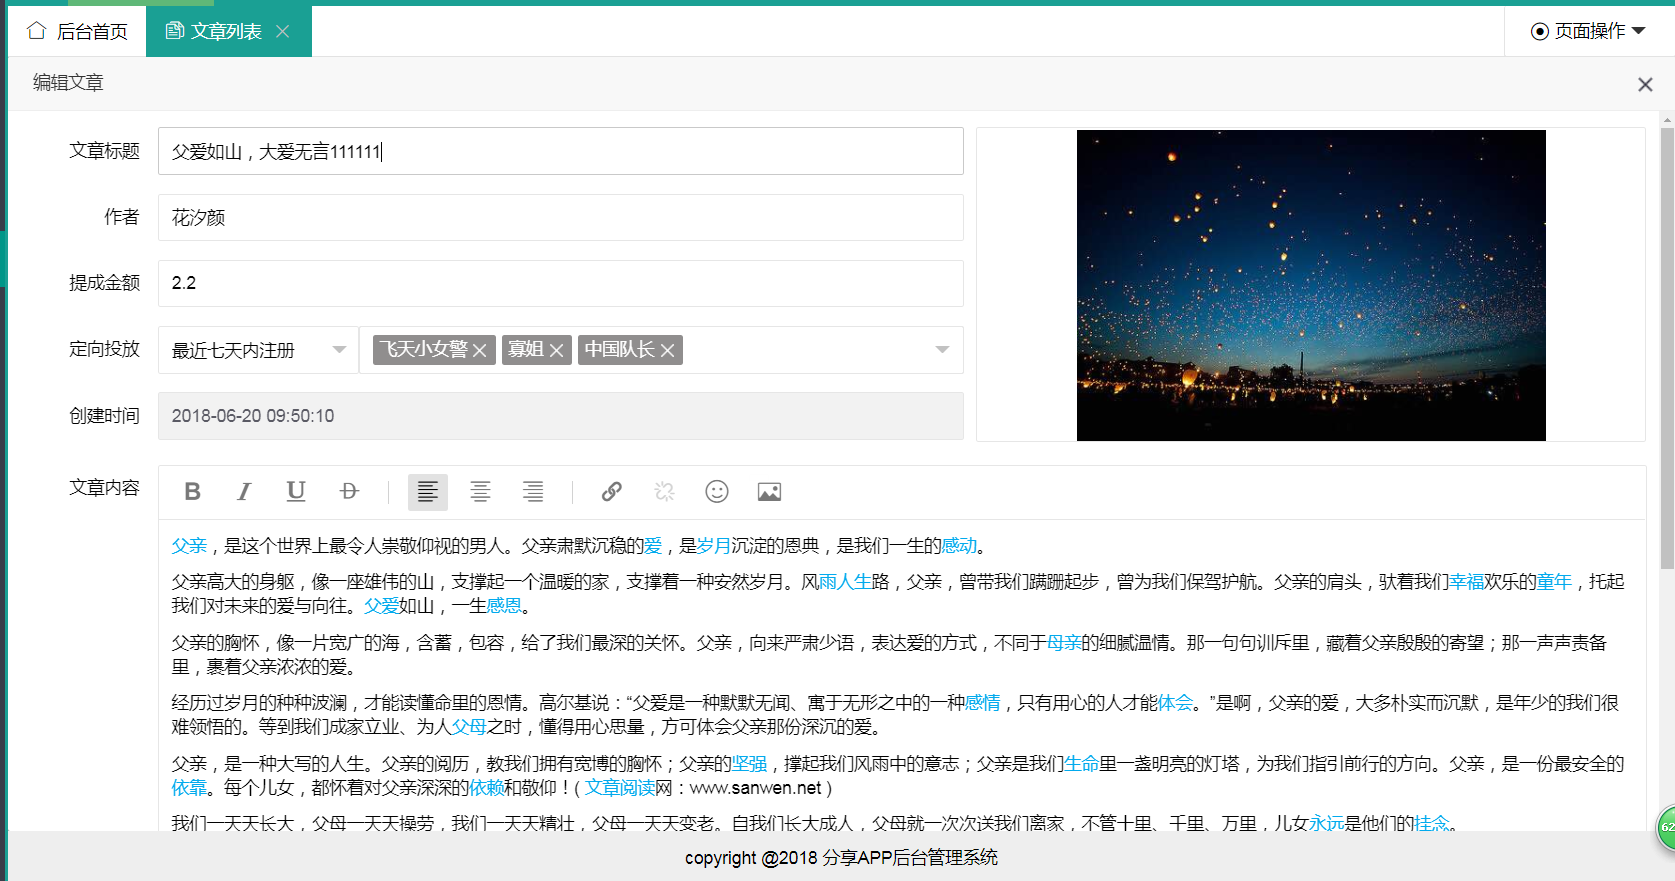 后台首页 文章列表 页面操作
编辑文章
文章标题 父爱如山，大爱无言111111
作者 花汐颜
提成金额 2.2
定向投放 最近七天内注册 飞天小女警 寡姐 中国队长
创建时间 2018-06-20 09:50:10
文章内容 B I U D
父亲，是这个世界上最令人崇敬仰视的男人。父亲肃默沉稳的爱，是岁月沉淀的恩典，是我们一生的感动。
父亲高大的身躯，像一座雄伟的山，支撑起一个温暖的家，支撑着一种安然岁月。风雨人生路，父亲，曾带我们蹒跚起步，曾为我们保驾护航。父亲的肩头，驮着我们幸福欢乐的童年，托起
我们对未来的爱与向往。父爱如山，一生感恩。
父亲的胸怀，像一片宽广的海，含蓄，包容，给了我们最深的关怀。父亲，向来严肃少语，表达爱的方式，不同于母亲的细腻温情。那一句句训斥里，藏着父亲殷殷的寄望；那一声声责备
里，裹着父亲浓浓的爱。
经历过岁月的种种波澜，才能读懂命里的恩情。高尔基说：“父爱是一种默默无闻、寓于无形之中的一种感情，只有用心的人才能体会。”是啊，父亲的爱，大多朴实而沉默，是年少的我们很
难领悟的。等到我们成家立业、为人父母之时，懂得用心思量，方可体会父亲那份深沉的爱。
父亲，是一种大写的人生。父亲的阅历，教我们拥有宽博的胸怀；父亲的坚强，撑起我们风雨中的意志；父亲是我们生命里一盏明亮的灯塔，为我们指引前行的方向。父亲，是一份最安全的
依靠。每个儿女，都怀着对父亲深深的依赖和敬仰！( 文章阅读网：www.sanwen.net )
我们一天天长大，父母一天天操劳，我们一天天精壮，父母一天天变老。自我们长大成人，父母就一次次送我们离家，不管十里、千里、万里，儿女永远是他们的挂念。
62
copyright @2018 分享APP后台管理系统